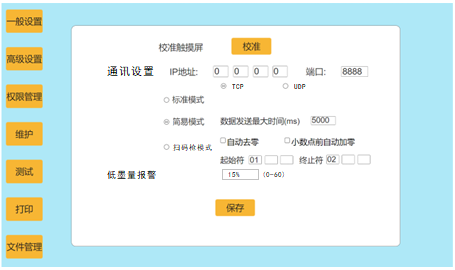 一般设置
高级设置
权限管理
维护
测试
打印
文件管理
校准触摸屏 校准
通讯设置 IP地址: 0 0 0 0 端口: 8888
TCP UDP
标准模式
简易模式 数据发送最大时间(ms) 5000
自动去零 小数点前自动加零
扫码枪模式
起始符 01 终止符 02
低墨量报警 15% (0-60)
保存